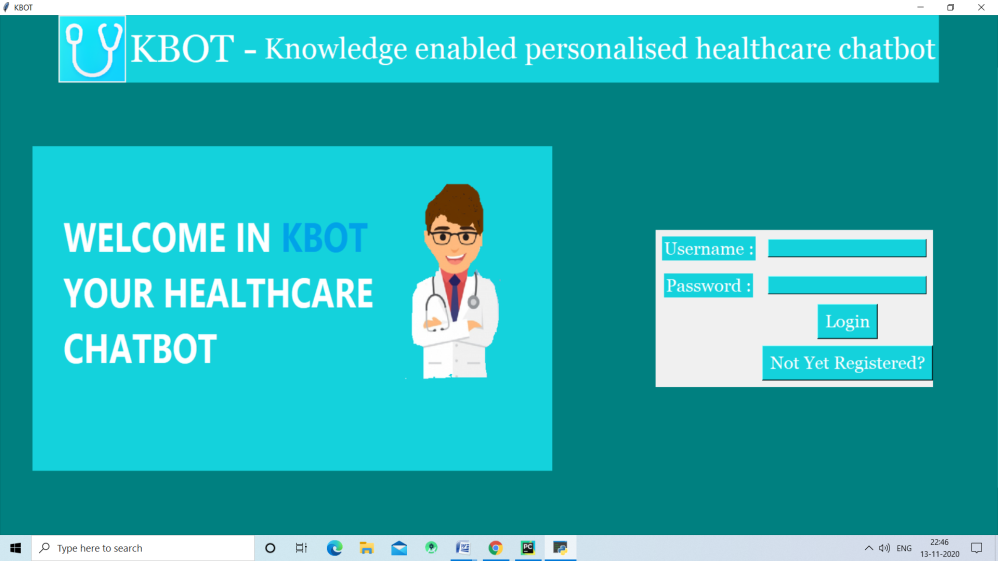 KBOT
KBOT - Knowledge enabled personalised healthcare chatbot
WELCOME IN KBOT
YOUR HEALTHCARE
CHATBOT
Username :
Password :
Login
Not Yet Registered?
Type here to search
ENG
22:46
13-11-2020